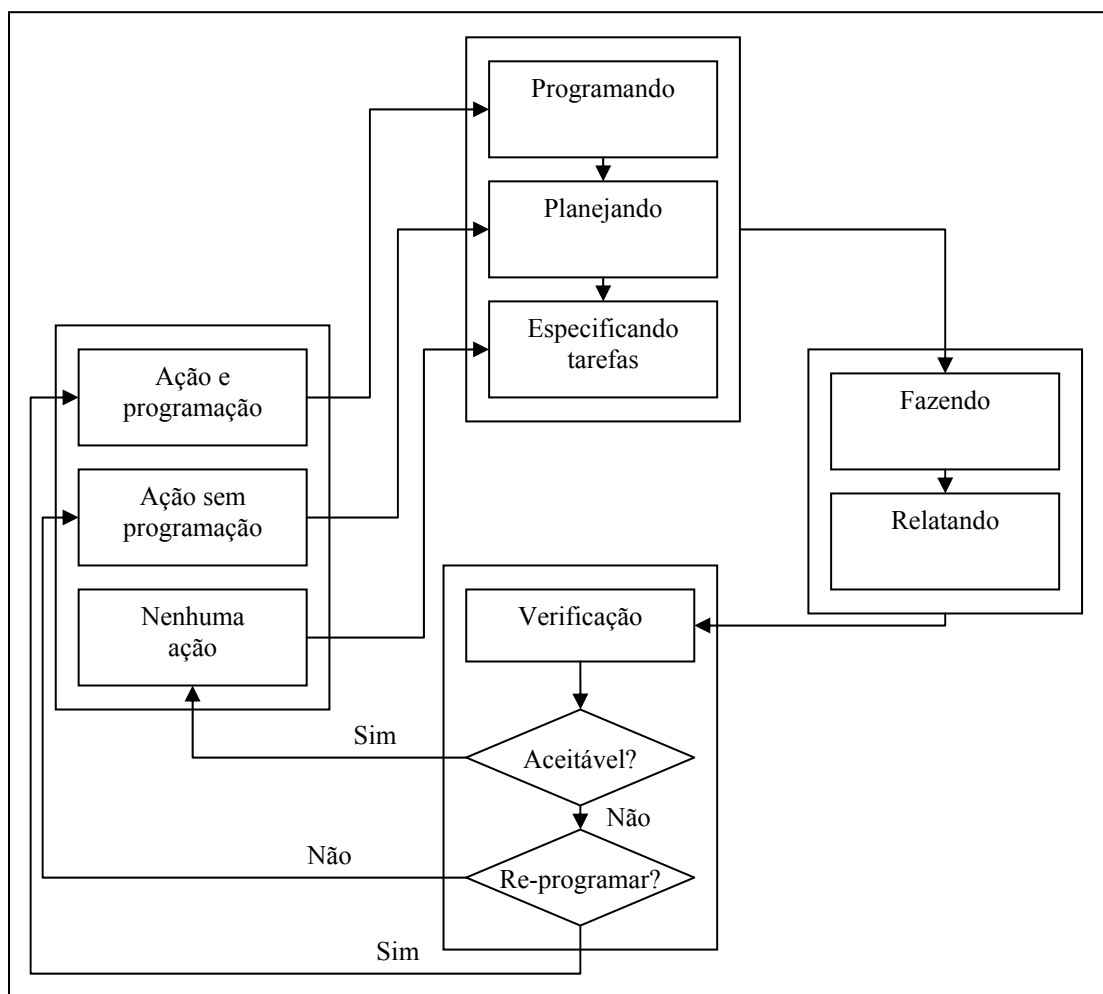 Programando
Planejando
Especificando
tarefas
Ação e
programação
Ação sem
programação
Nenhuma
ação
Fazendo
Relatando
Verificação
Sim
Aceitável?
Não
Não
Re-programar?
Sim